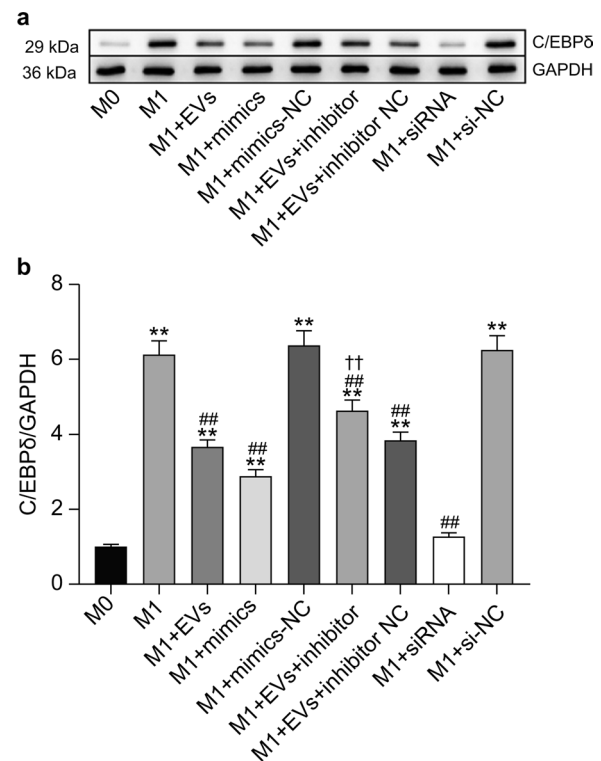 a
29 kDa C/EBPδ
36 kDa GAPDH
M0
M1
M1+EVs
M1+mimics
M1+mimics-NC
M1+EVs+inhibitor
M1+EVs+inhibitor NC
M1+siRNA
M1+si-NC
b
C/EBPδ/GAPDH
8
6
4
2
0
**
##
**
##
**
**
††
##
**
##
**
##
**
M0
M1
M1+EVs
M1+mimics
M1+mimics-NC
M1+EVs+inhibitor
M1+EVs+inhibitor NC
M1+siRNA
M1+si-NC